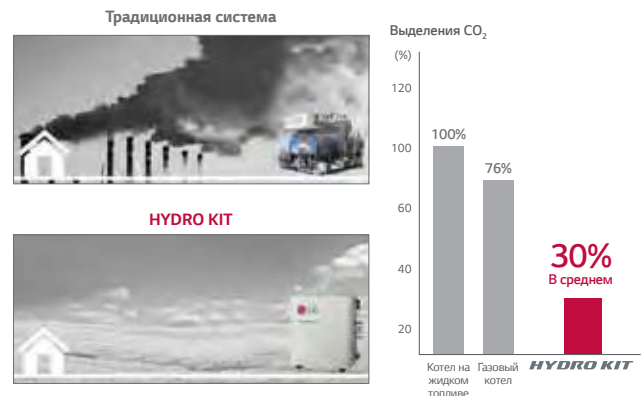 Традиционная система
HYDRO KIT
LG
Выделения CO₂
(%)
120
100
60
40
20
100%
76%
30%
В среднем
Котел на
жидком
топливе
Газовый
котел
HYDRO KIT